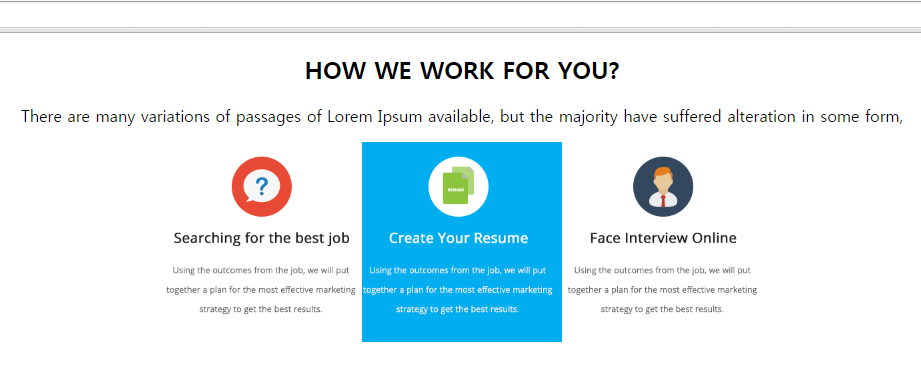 HOW WE WORK FOR YOU?
There are many variations of passages of Lorem Ipsum available, but the majority have suffered alteration in some form,
?
Searching for the best job
Using the outcomes from the job, we will put
together a plan for the most effective marketing
strategy to get the best results.
RESUME
Create Your Resume
Using the outcomes from the job, we will put
together a plan for the most effective marketing
strategy to get the best results.
Face Interview Online
Using the outcomes from the job, we will put
together a plan for the most effective marketing
strategy to get the best results.